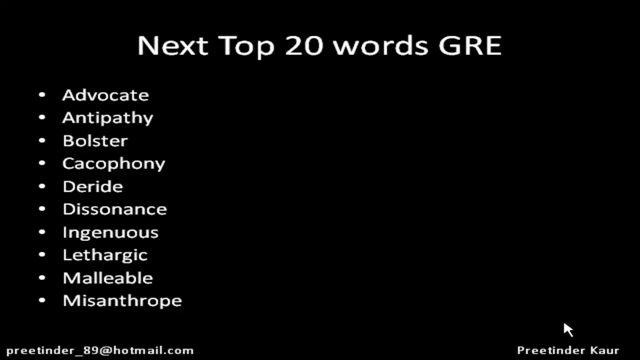 Next Top 20 words GRE
• Advocate
• Antipathy
• Bolster
• Cacophony
• Deride
• Dissonance
• Ingenuous
• Lethargic
• Malleable
• Misanthrope
preetinder_89@hotmail.com
Preetinder Kaur